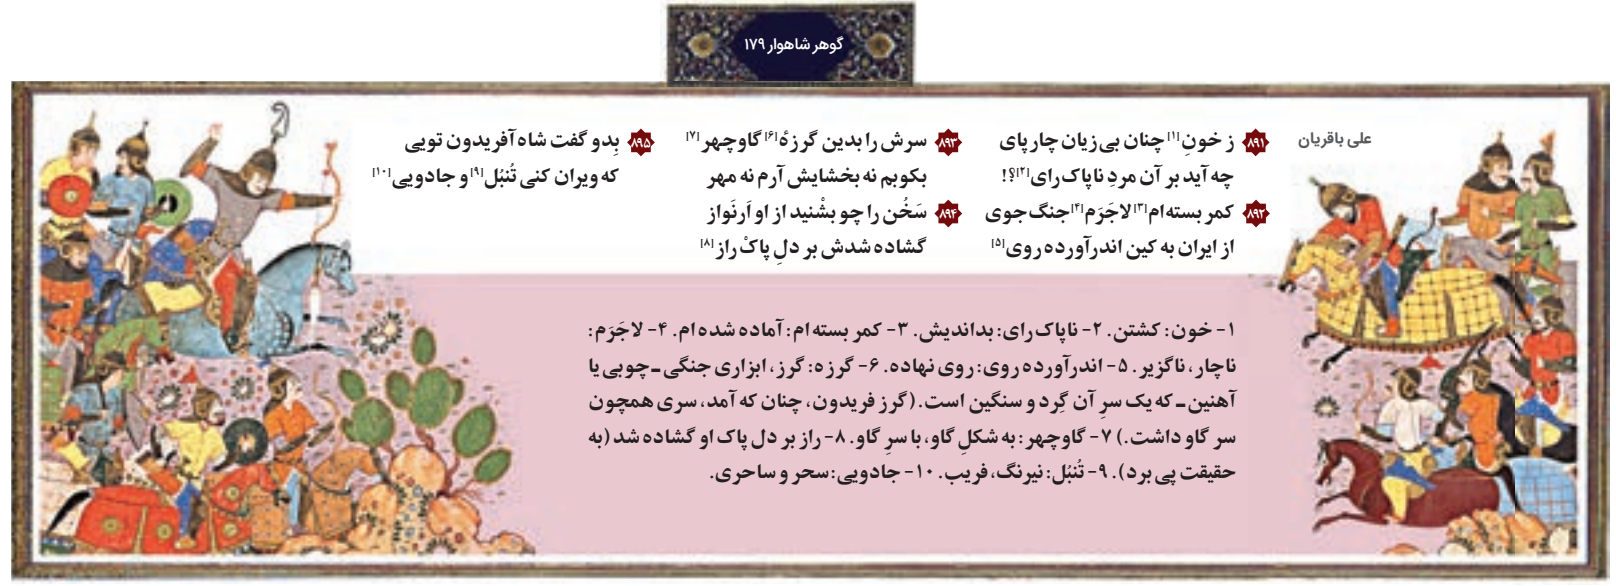 گوهر شاهوار ۱۷۹
علی باقریان
۸۹۱ ز خونِ[۱] چنان بی‌زیان چارپای
چه آید بر آن مردِ ناپاک‌رای[۲]؟!
۸۹۲ کمر بسته‌ام[۳] لاجَرَم[۴] جنگ‌جوی
از ایران به کین اندرآورده روی[۵]
۸۹۳ سرش را بدین گرزهٔ[۶] گاوچهر[۷]
بکوبم نه بخشایش آرم نه مهر
۸۹۴ سَخُن را چو بشْنید از او اَرنَواز
گشاده شدش بر دلِ پاکْ راز[۸]
۸۹۵ بِدو گفت شاه آفریدون تویی
که ویران کنی تُنبُل[۹] و جادویی[۱۰]
۱- خون: کشتن. ۲- ناپاک‌رای: بداندیش. ۳- کمر بسته‌ام: آماده شده‌ام. ۴- لاجَرَم:
ناچار، ناگزیر. ۵- اندرآورده روی: روی نهاده. ۶- گرزه: گرز، ابزاری جنگی ـ چوبی یا
آهنین ـ که یک سرِ آن گِرد و سنگین است. (گرز فریدون، چنان که آمد، سری همچون
سر گاو داشت.) ۷- گاوچهر: به شکلِ گاو، با سرِ گاو. ۸- راز بر دل پاک او گشاده شد (به
حقیقت پی برد). ۹- تُنبَل: نیرنگ، فریب. ۱۰- جادویی: سحر و ساحری.